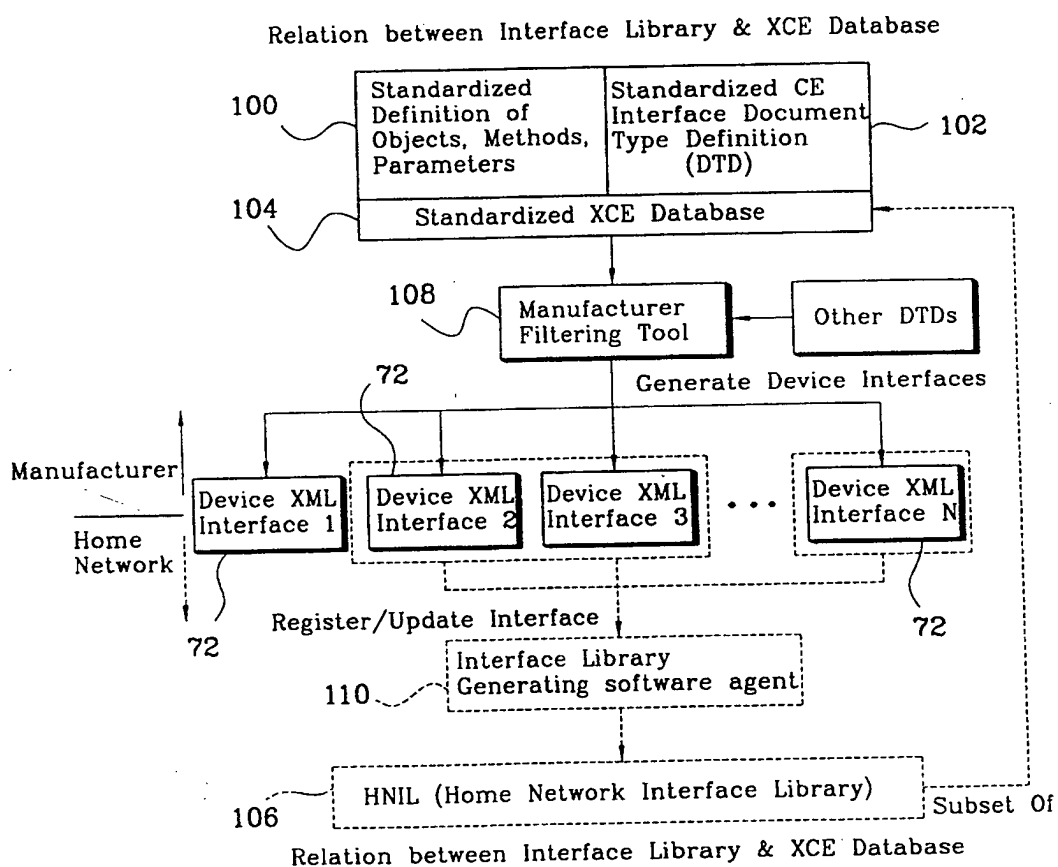 Relation between Interface Library & XCE Database
100
Standardized
Definition of
Objects, Methods,
Parameters
Standardized CE
Interface Document
Type Definition
(DTD)
102
104
Standardized XCE Database
108
Manufacturer
Filtering Tool
Other DTDs
Generate Device Interfaces
72
Manufacturer
Home
Network
Device XML
Interface 1
Device XML
Interface 2
Device XML
Interface 3
Device XML
Interface N
72
72
Register/Update Interface
110
Interface Library
Generating software agent
106
HNIL (Home Network Interface Library)
Subset Of
Relation between Interface Library & XCE Database